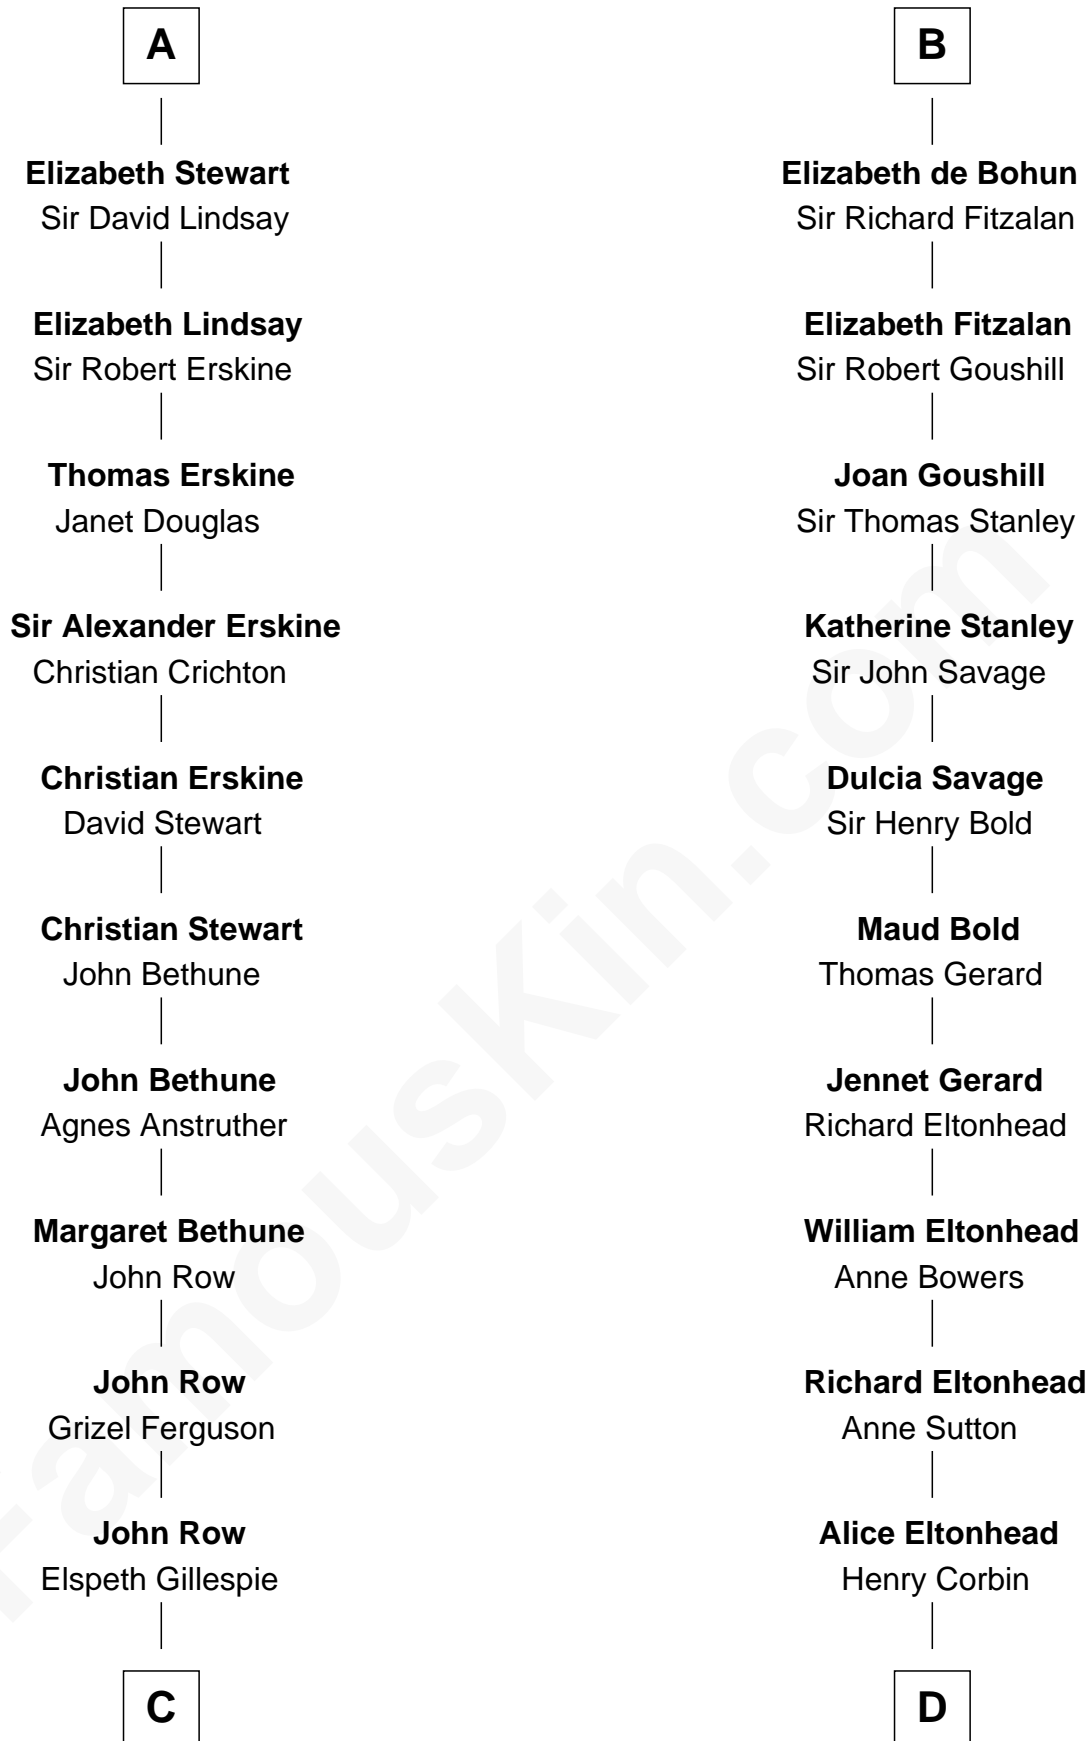 A
Elizabeth Stewart
Sir David Lindsay
Elizabeth Lindsay
Sir Robert Erskine
Thomas Erskine
Janet Douglas
Sir Alexander Erskine
Christian Crichton
Christian Erskine
David Stewart
Christian Stewart
John Bethune
John Bethune
Agnes Anstruther
Margaret Bethune
John Row
John Row
Grizel Ferguson
John Row
Elspeth Gillespie
C
B
Elizabeth de Bohun
Sir Richard Fitzalan
Elizabeth Fitzalan
Sir Robert Goushill
Joan Goushill
Sir Thomas Stanley
Katherine Stanley
Sir John Savage
Dulcia Savage
Sir Henry Bold
Maud Bold
Thomas Gerard
Jennet Gerard
Richard Eltonhead
William Eltonhead
Anne Bowers
Richard Eltonhead
Anne Sutton
Alice Eltonhead
Henry Corbin
D
FamousKin.com